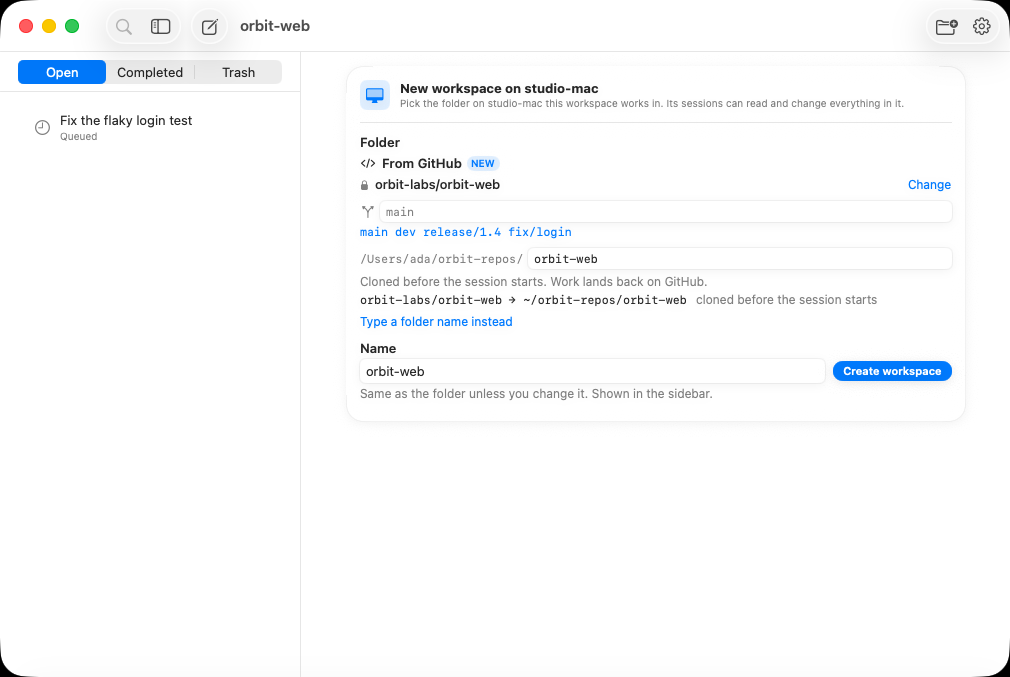 orbit-web
Open Completed Trash
Fix the flaky login test
Queued
New workspace on studio-mac
Pick the folder on studio-mac this workspace works in. Its sessions can read and change everything in it.
Folder
</> From GitHub NEW
orbit-labs/orbit-web Change
main
main dev release/1.4 fix/login
/Users/ada/orbit-repos/ orbit-web
Cloned before the session starts. Work lands back on GitHub.
orbit-labs/orbit-web → ~/orbit-repos/orbit-web cloned before the session starts
Type a folder name instead
Name
orbit-web Create workspace
Same as the folder unless you change it. Shown in the sidebar.